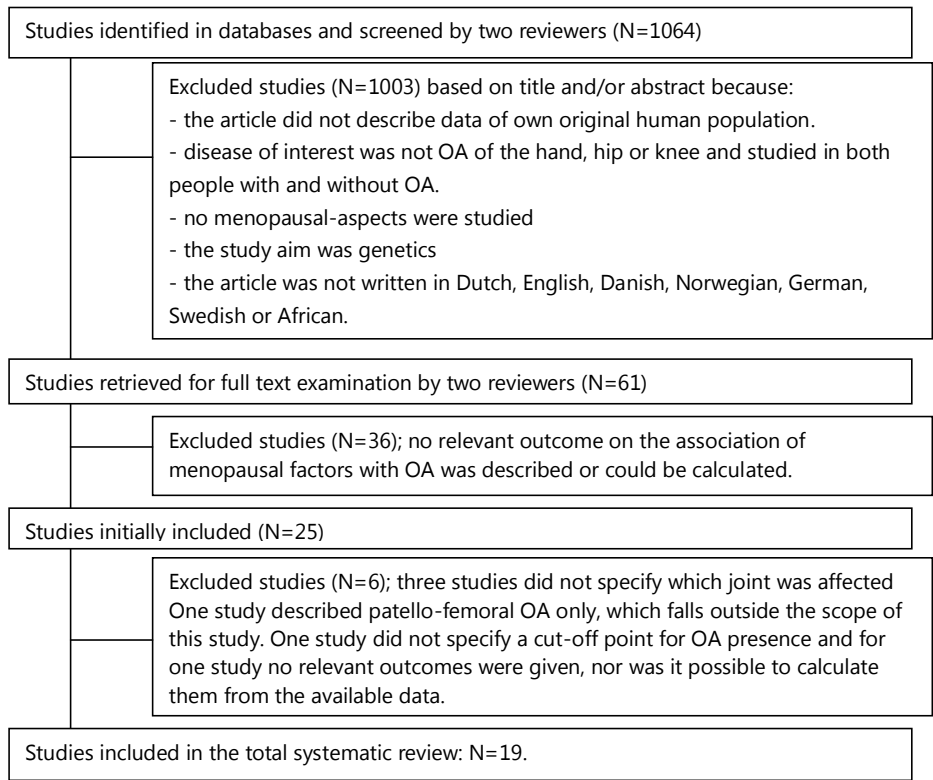 Studies identified in databases and screened by two reviewers (N=1064)
Excluded studies (N=1003) based on title and/or abstract because:
- the article did not describe data of own original human population.
- disease of interest was not OA of the hand, hip or knee and studied in both
people with and without OA.
- no menopausal-aspects were studied
- the study aim was genetics
- the article was not written in Dutch, English, Danish, Norwegian, German,
Swedish or African.
Studies retrieved for full text examination by two reviewers (N=61)
Excluded studies (N=36); no relevant outcome on the association of
menopausal factors with OA was described or could be calculated.
Studies initially included (N=25)
Excluded studies (N=6); three studies did not specify which joint was affected
One study described patello-femoral OA only, which falls outside the scope of
this study. One study did not specify a cut-off point for OA presence and for
one study no relevant outcomes were given, nor was it possible to calculate
them from the available data.
Studies included in the total systematic review: N=19.